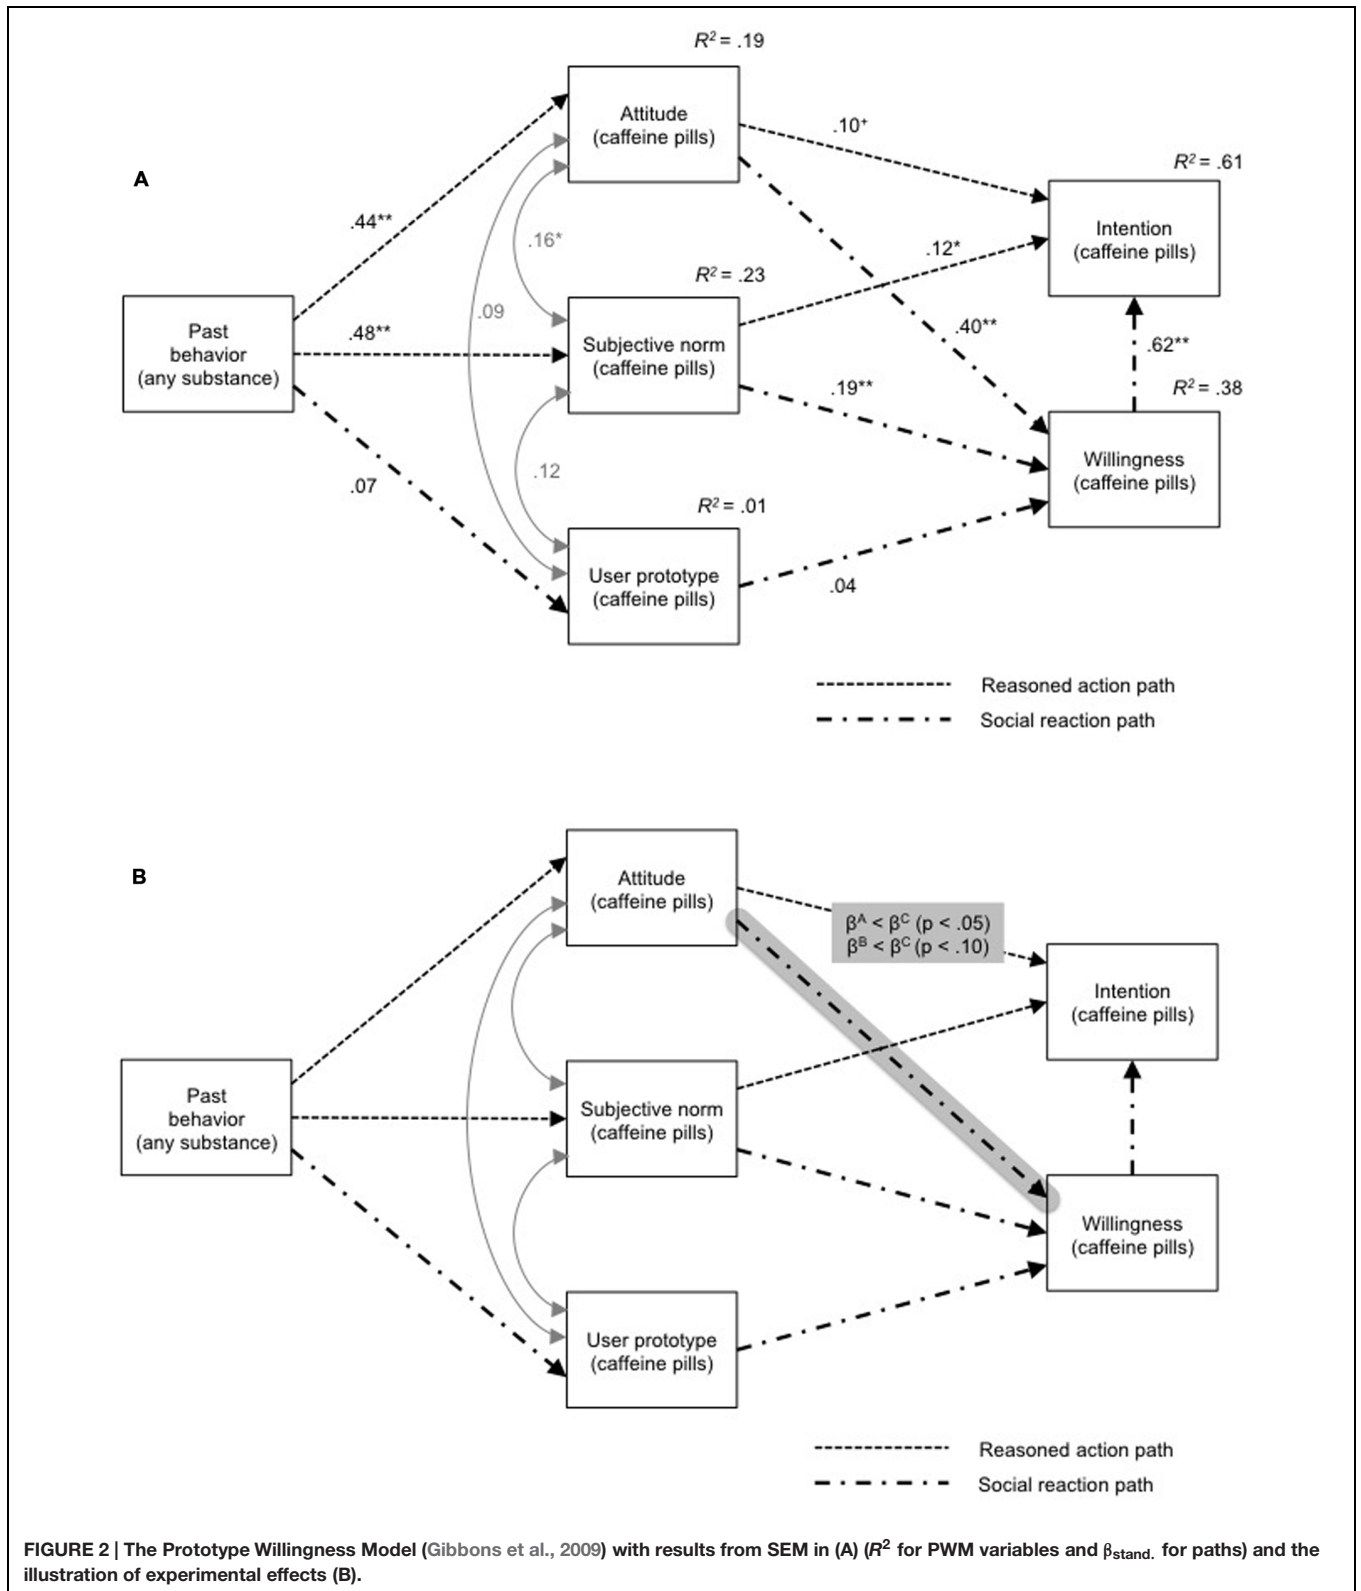 R² = .19
Attitude
(caffeine pills)
.10⁺
R² = .61
A
.44**
Intention
(caffeine pills)
.16*
.12*
R² = .23
Past
behavior
(any substance)
.09
.48**
Subjective norm
(caffeine pills)
.40**
.62**
.19**
R² = .38
.07
.12
Willingness
(caffeine pills)
R² = .01
User prototype
(caffeine pills)
.04
Reasoned action path
Social reaction path
B
Attitude
(caffeine pills)
βᴬ < βᶜ (p < .05)
βᴮ < βᶜ (p < .10)
Intention
(caffeine pills)
Past
behavior
(any substance)
Subjective norm
(caffeine pills)
Willingness
(caffeine pills)
User prototype
(caffeine pills)
Reasoned action path
Social reaction path
FIGURE 2 | The Prototype Willingness Model (Gibbons et al., 2009) with results from SEM in (A) (R² for PWM variables and βstand. for paths) and the
illustration of experimental effects (B).